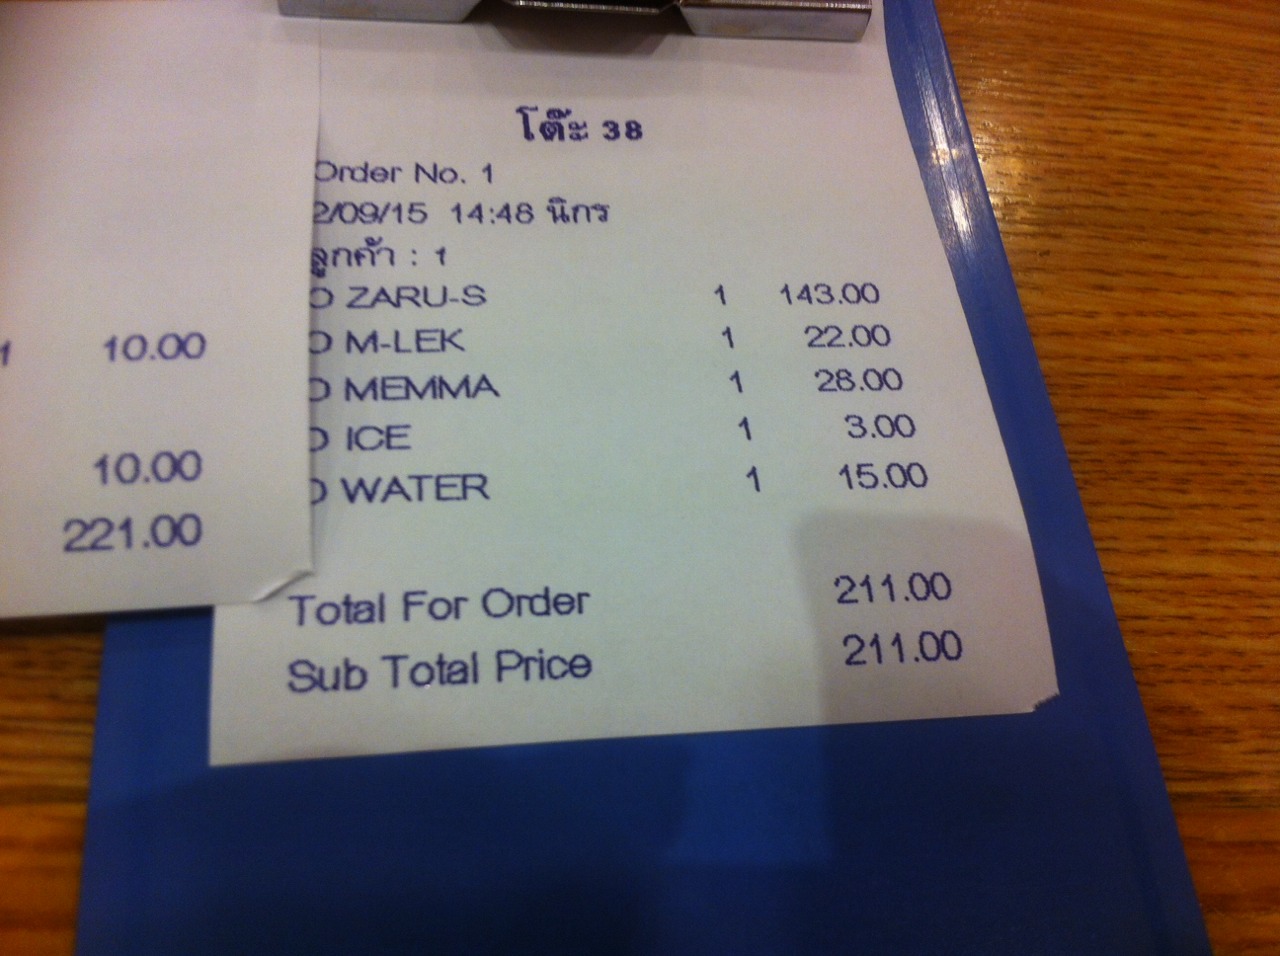 โต๊ะ 38
Order No. 1
2/09/15 14:48 นิกร
ลูกค้า : 1
O ZARU-S 1 143.00
O M-LEK 1 22.00
O MEMMA 1 28.00
O ICE 1 3.00
O WATER 1 15.00
Total For Order 211.00
Sub Total Price 211.00
1 10.00
10.00
221.00